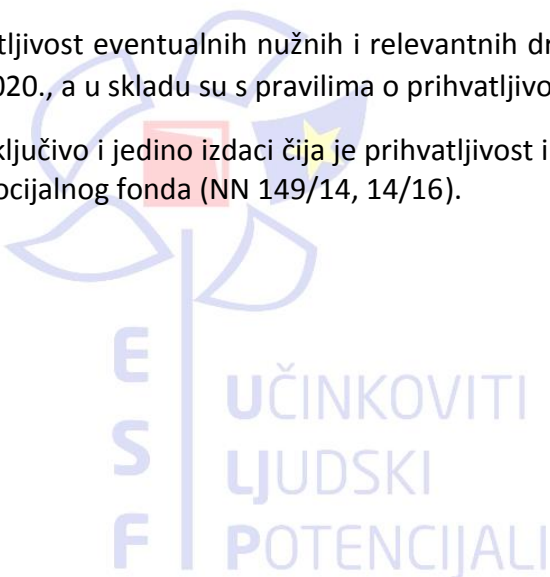 tljivost eventualnih nužnih i relevantnih dr
020., a u skladu su s pravilima o prihvatljivo
ključivo i jedino izdaci čija je prihvatljivost i
ocijalnog fonda (NN 149/14, 14/16).
E
S
F
UČINKOVITI
LJUDSKI
POTENCIJALI